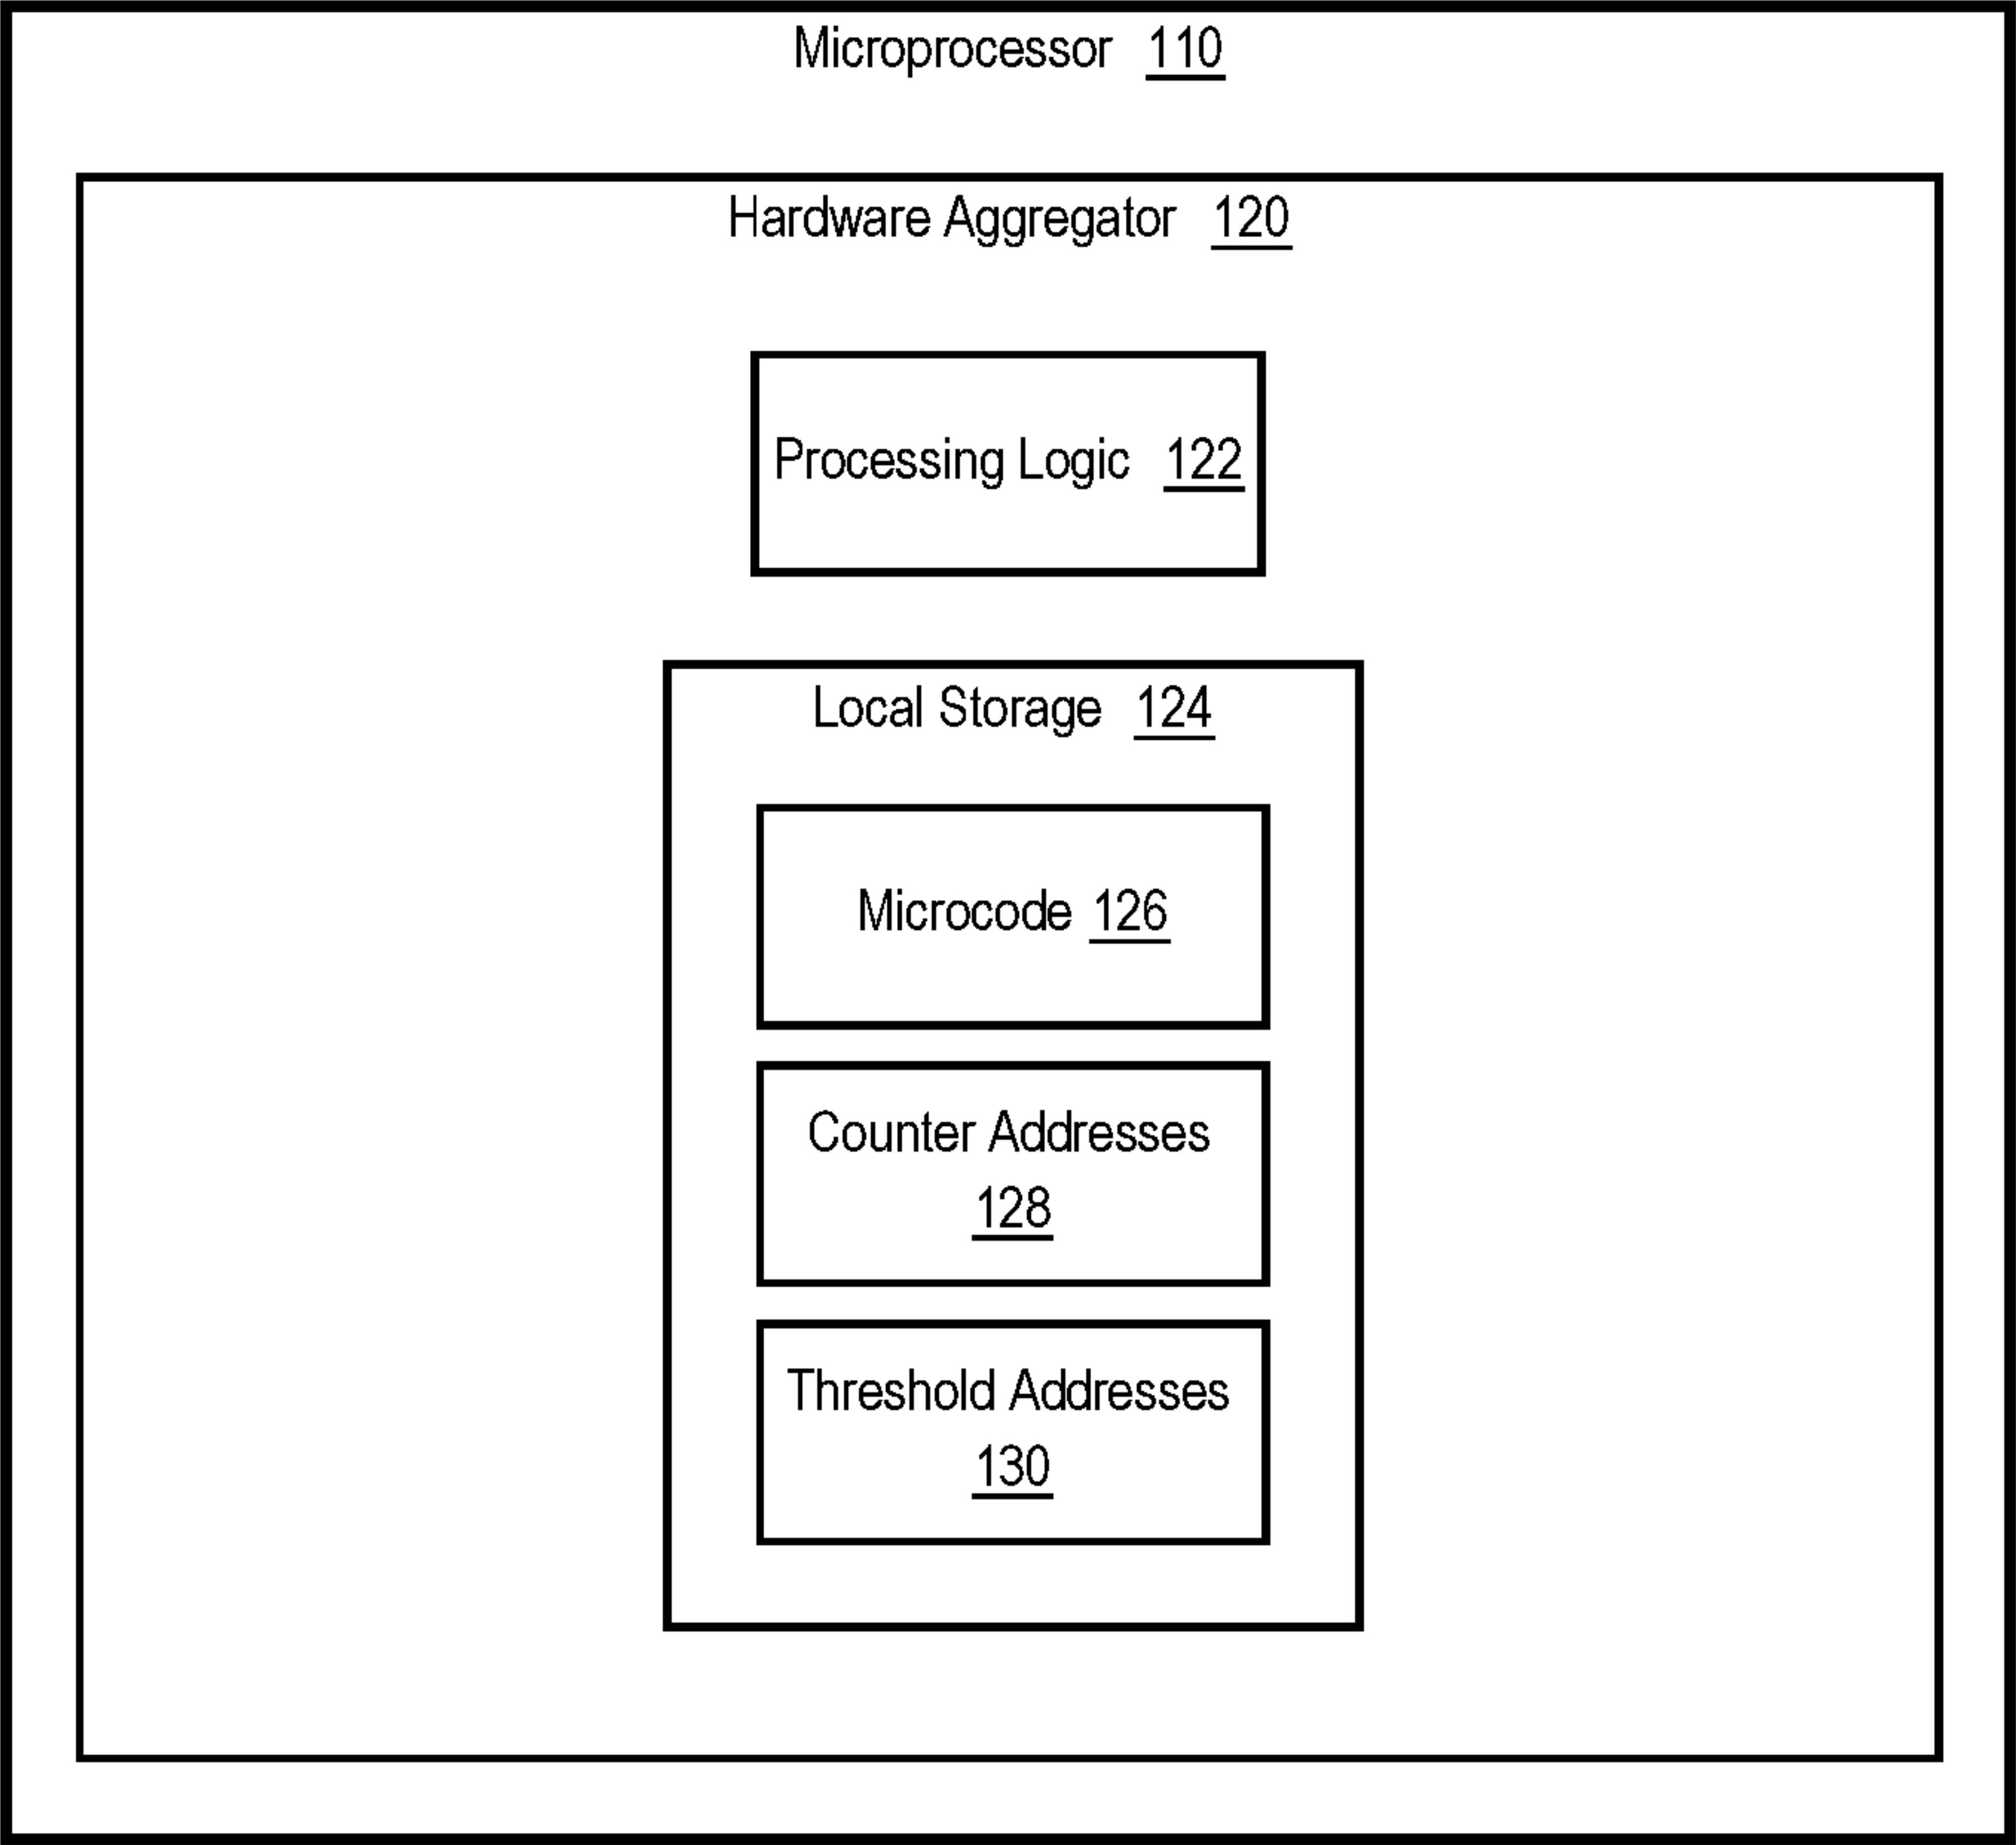 Microprocessor 110
Hardware Aggregator 120
Processing Logic 122
Local Storage 124
Microcode 126
Counter Addresses
128
Threshold Addresses
130